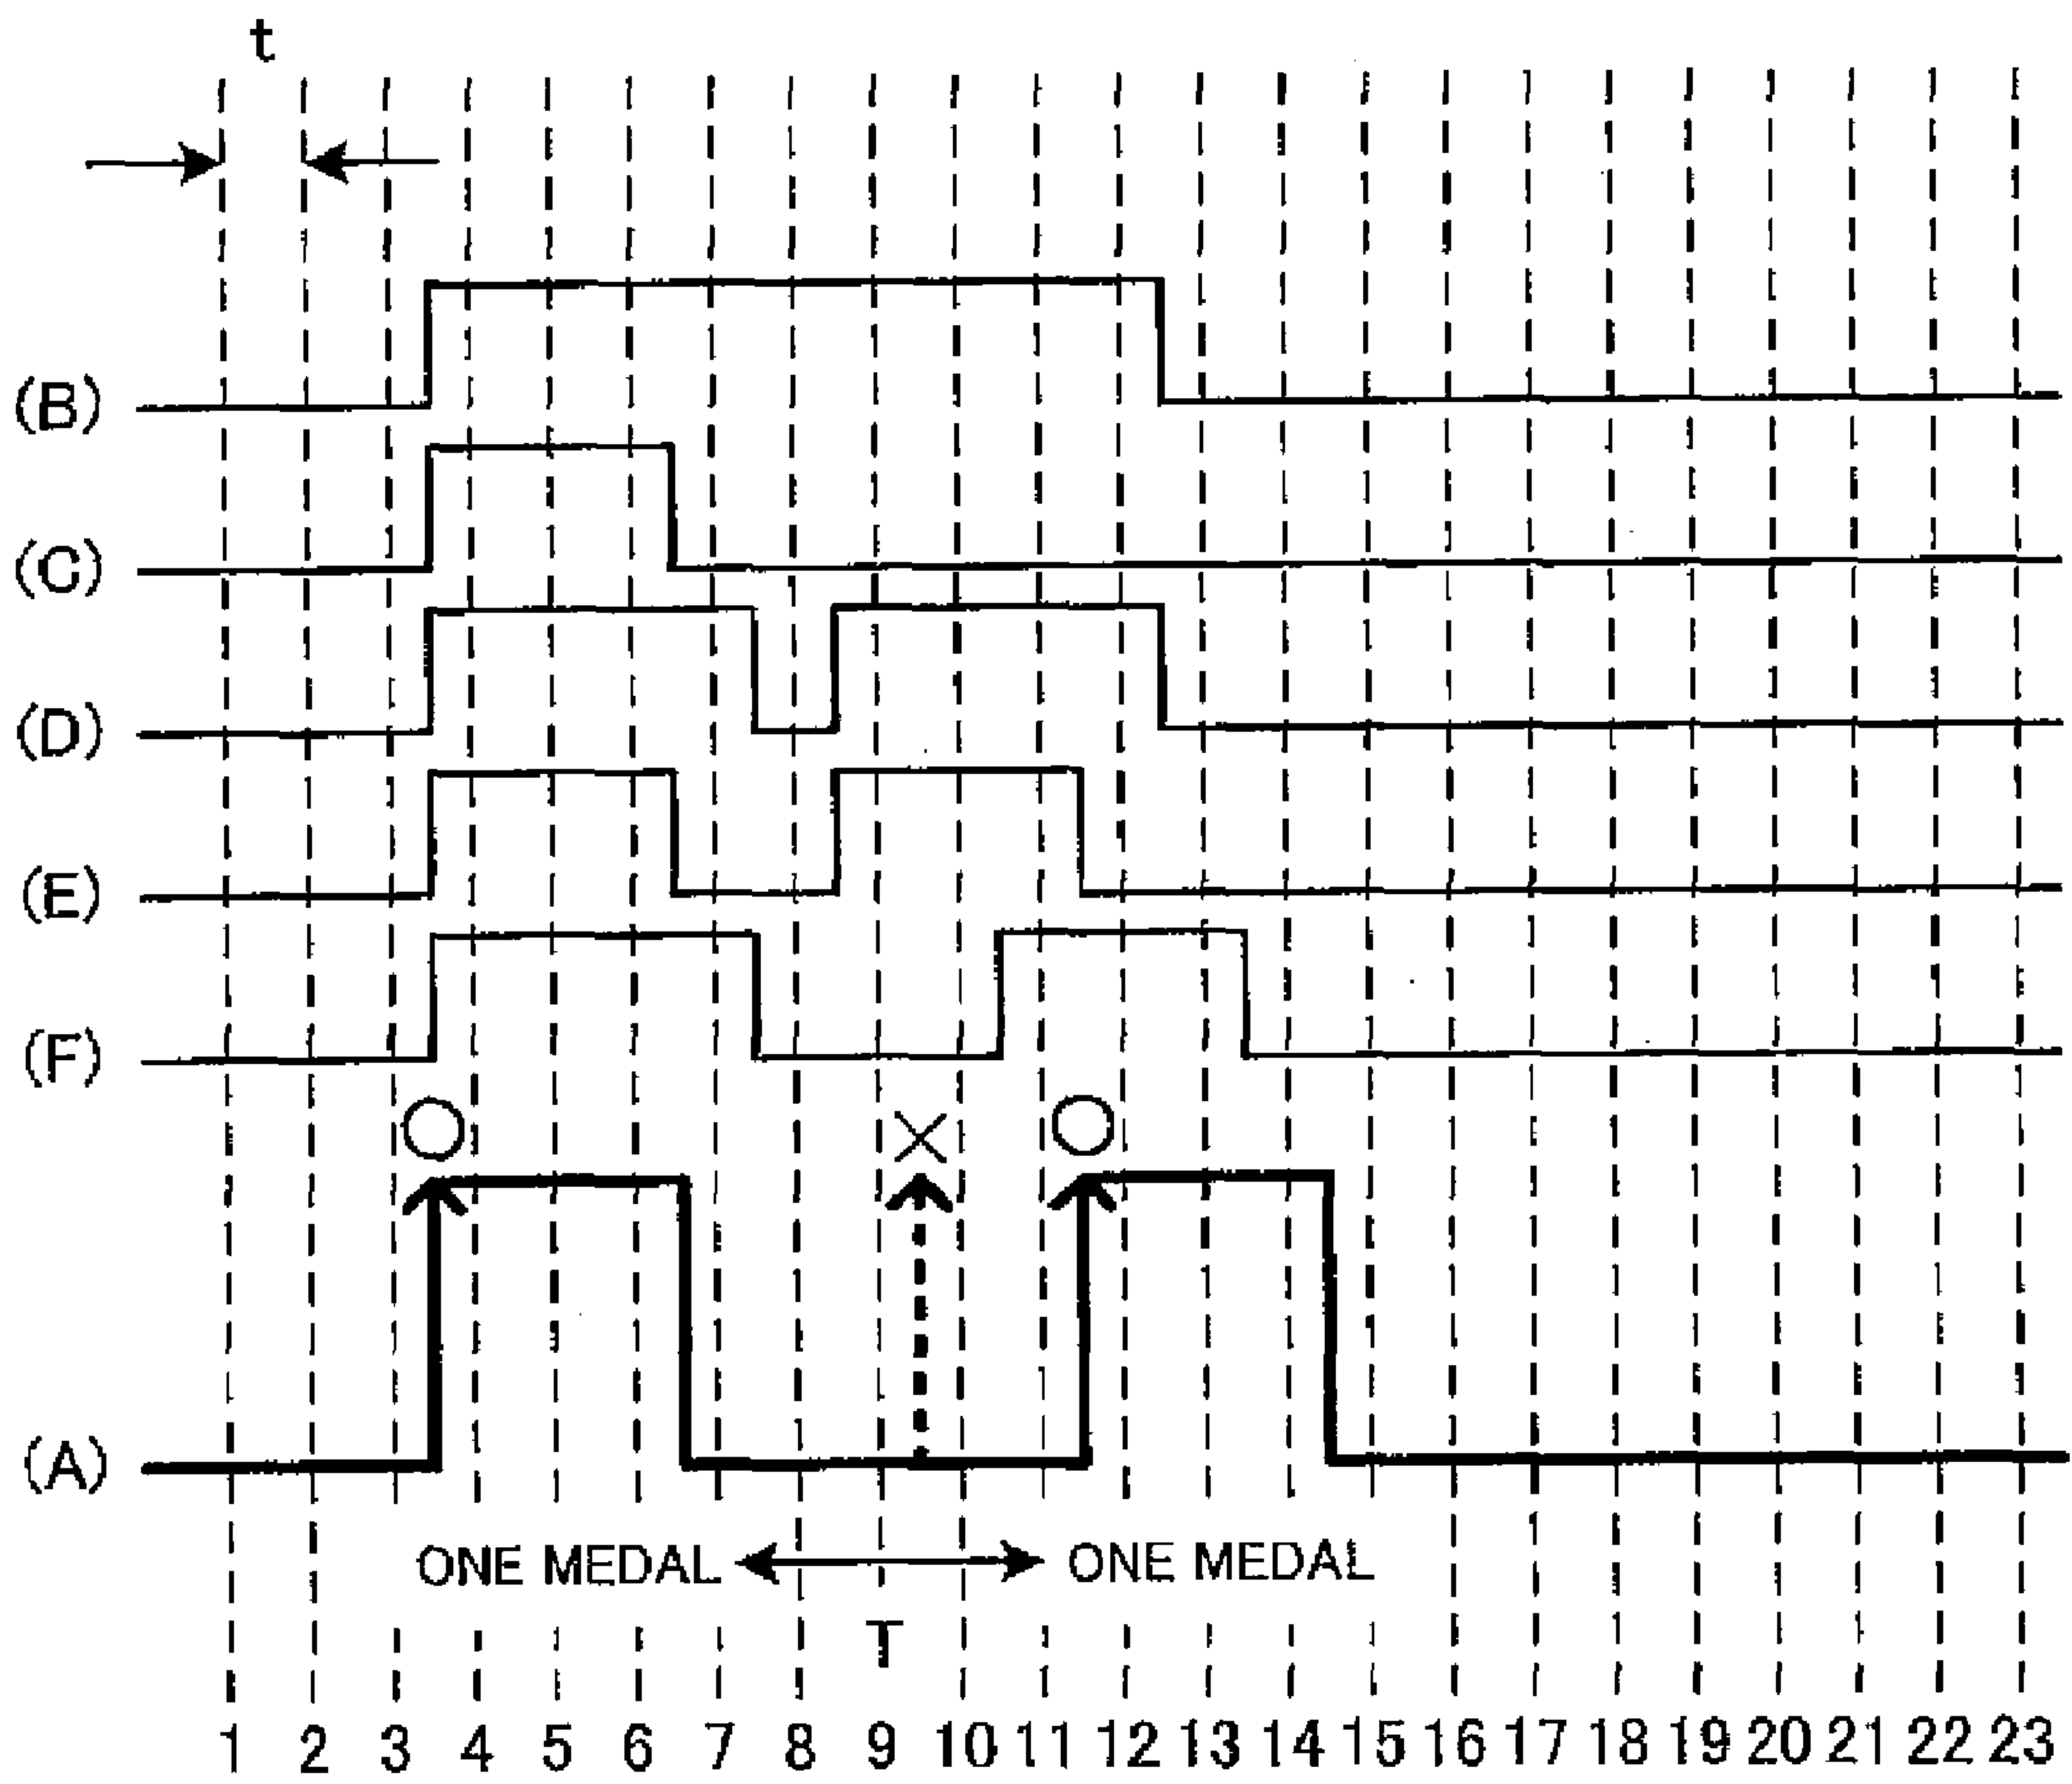 t
(B)
(C)
(D)
(E)
(F)
(A)
ONE MEDAL ONE MEDAL
T
1 2 3 4 5 6 7 8 9 10 11 12 13 14 15 16 17 18 19 20 21 22 23